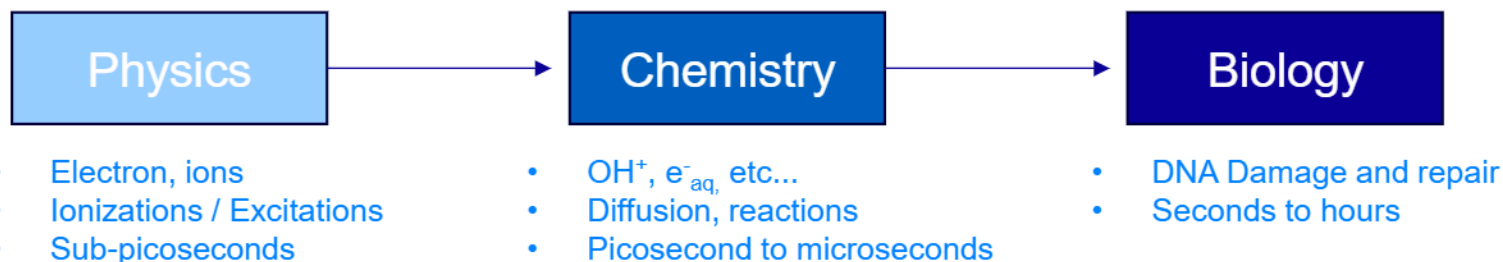 Physics
Chemistry
Biology
Electron, ions
Ionizations / Excitations
Sub-picoseconds
• OH⁺, e⁻aq, etc...
• Diffusion, reactions
• Picosecond to microseconds
• DNA Damage and repair
• Seconds to hours